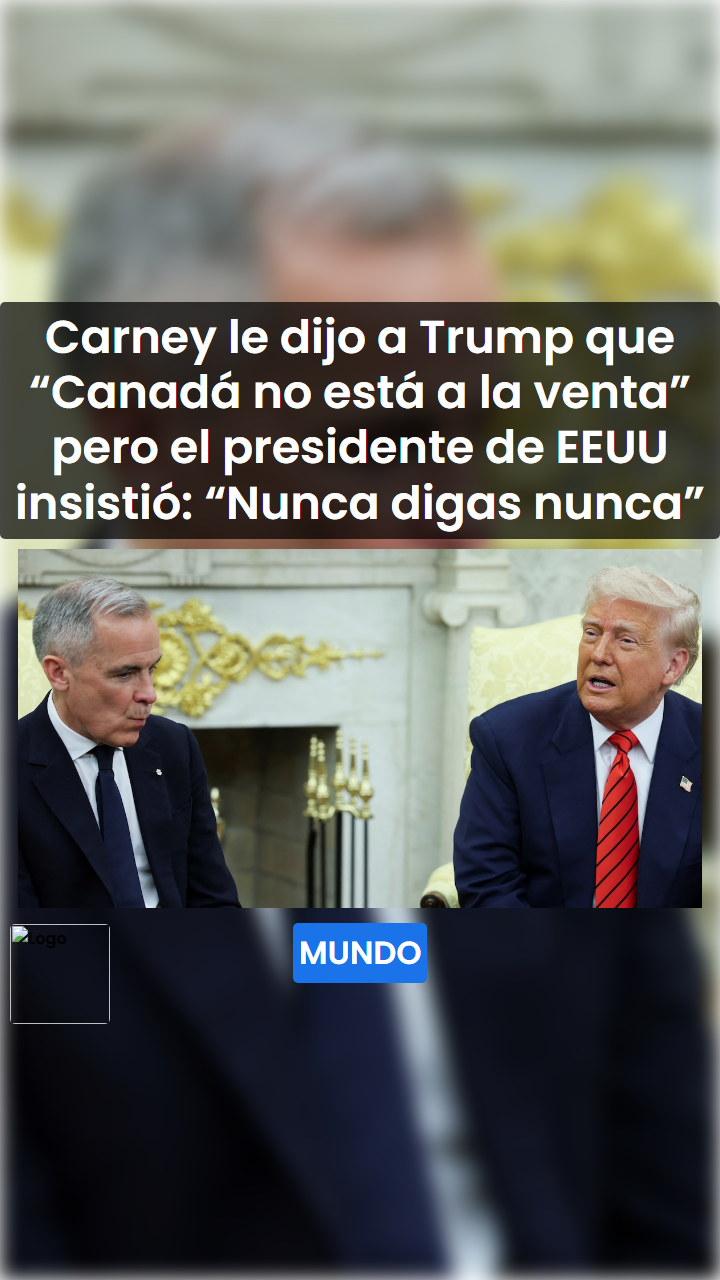 Carney le dijo a Trump que
“Canadá no está a la venta”
pero el presidente de EEUU
insistió: “Nunca digas nunca”
Logo
MUNDO